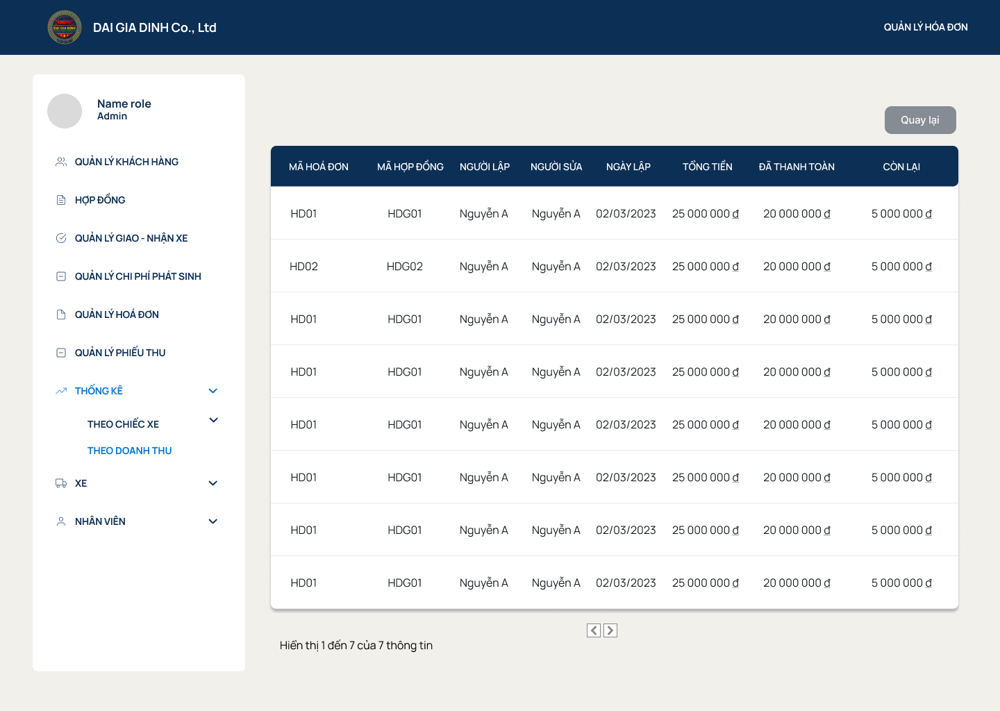 DAI GIA DINH
DAI GIA DINH Co., Ltd
QUẢN LÝ HÓA ĐƠN
Name role
Admin
QUẢN LÝ KHÁCH HÀNG
HỢP ĐỒNG
QUẢN LÝ GIAO - NHẬN XE
QUẢN LÝ CHI PHÍ PHÁT SINH
QUẢN LÝ HOÁ ĐƠN
QUẢN LÝ PHIẾU THU
THỐNG KÊ
THEO CHIẾC XE
THEO DOANH THU
XE
NHÂN VIÊN
Quay lại
MÃ HOÁ ĐƠN MÃ HỢP ĐỒNG NGƯỜI LẬP NGƯỜI SỬA NGÀY LẬP TỔNG TIỀN ĐÃ THANH TOÀN CÒN LẠI
HD01 HDG01 Nguyễn A Nguyễn A 02/03/2023 25 000 000 ₫ 20 000 000 ₫ 5 000 000 ₫
HD02 HDG02 Nguyễn A Nguyễn A 02/03/2023 25 000 000 ₫ 20 000 000 ₫ 5 000 000 ₫
HD01 HDG01 Nguyễn A Nguyễn A 02/03/2023 25 000 000 ₫ 20 000 000 ₫ 5 000 000 ₫
HD01 HDG01 Nguyễn A Nguyễn A 02/03/2023 25 000 000 ₫ 20 000 000 ₫ 5 000 000 ₫
HD01 HDG01 Nguyễn A Nguyễn A 02/03/2023 25 000 000 ₫ 20 000 000 ₫ 5 000 000 ₫
HD01 HDG01 Nguyễn A Nguyễn A 02/03/2023 25 000 000 ₫ 20 000 000 ₫ 5 000 000 ₫
HD01 HDG01 Nguyễn A Nguyễn A 02/03/2023 25 000 000 ₫ 20 000 000 ₫ 5 000 000 ₫
HD01 HDG01 Nguyễn A Nguyễn A 02/03/2023 25 000 000 ₫ 20 000 000 ₫ 5 000 000 ₫
Hiển thị 1 đến 7 của 7 thông tin